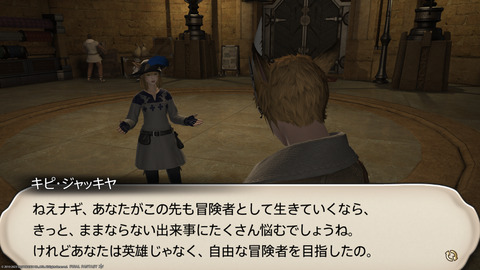 キピ・ジャッキヤ
ねえナギ、あなたがこの先も冒険者として生きていくなら、
きっと、ままならない出来事にたくさん悩むでしょうね。
けれどあなたは英雄じゃなく、自由な冒険者を目指したの。